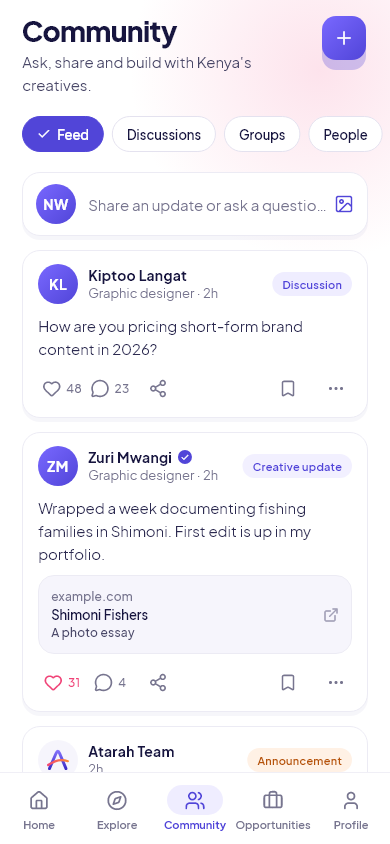 Community
Ask, share and build with Kenya's
creatives.
Feed
Discussions
Groups
People
NW
Share an update or ask a questio...
KL
Kiptoo Langat
Graphic designer · 2h
Discussion
How are you pricing short-form brand
content in 2026?
48
23
ZM
Zuri Mwangi
Graphic designer · 2h
Creative update
Wrapped a week documenting fishing
families in Shimoni. First edit is up in my
portfolio.
example.com
Shimoni Fishers
A photo essay
31
4
Atarah Team
2h
Announcement
Home
Explore
Community
Opportunities
Profile